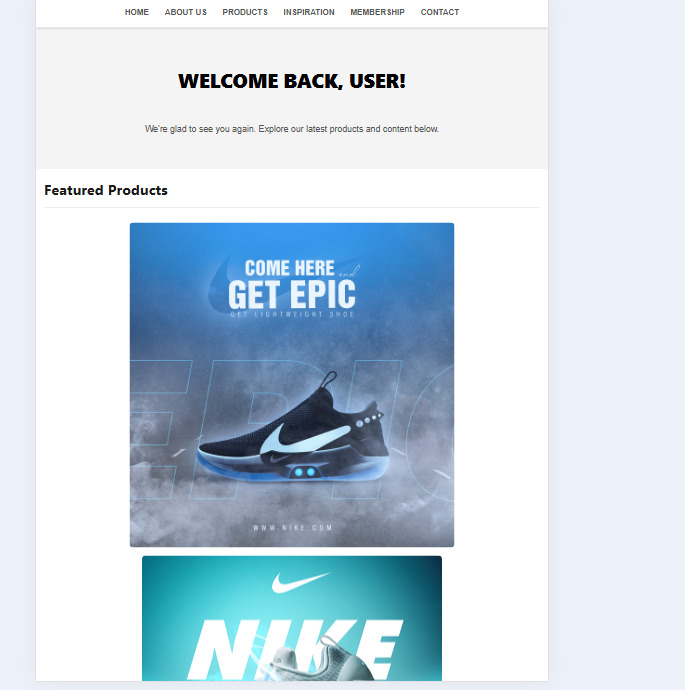 HOME ABOUT US PRODUCTS INSPIRATION MEMBERSHIP CONTACT
WELCOME BACK, USER!
We're glad to see you again. Explore our latest products and content below.
Featured Products
COME HERE and
GET EPIC
GET LIGHTWEIGHT SHOE
EPIC
WWW.NIKE.COM
NIKE